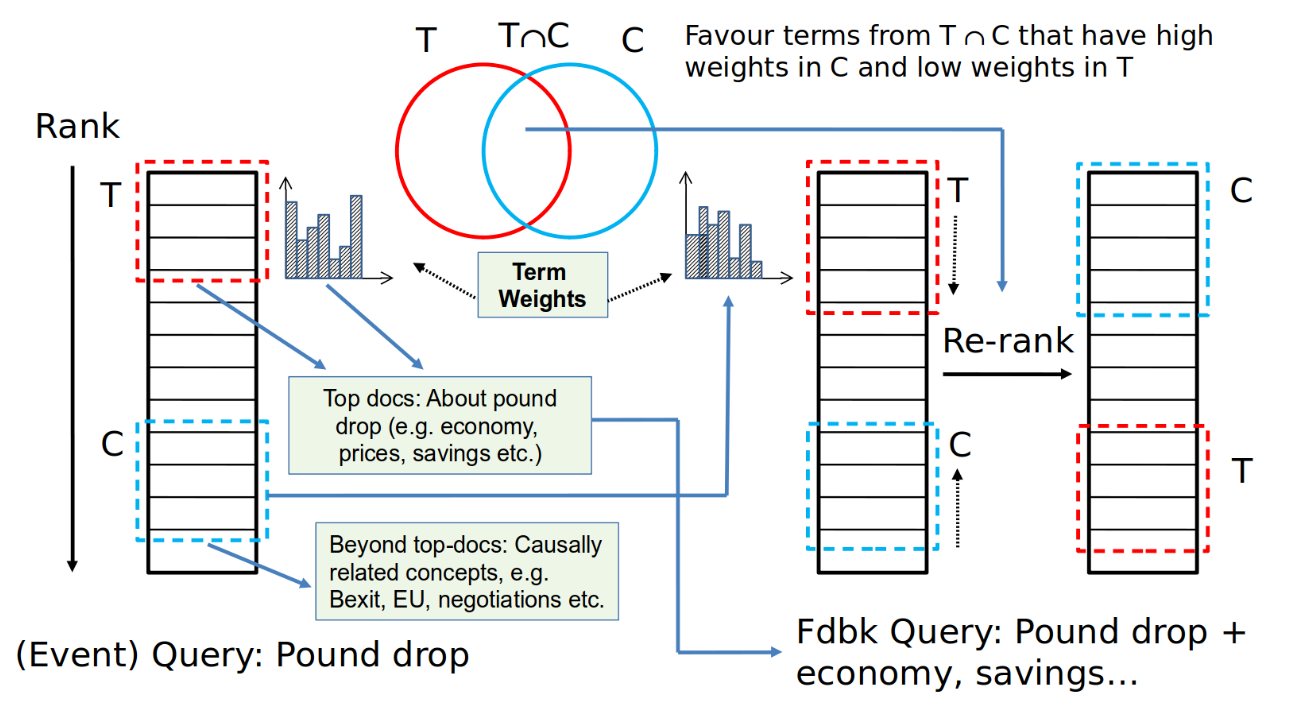 T
T∩C
C
Favour terms from T ∩ C that have high
weights in C and low weights in T
Rank
T
T
C
Term
Weights
Re-rank
Top docs: About pound
drop (e.g. economy,
prices, savings etc.)
C
C
T
Beyond top-docs: Causally
related concepts, e.g.
Bexit, EU, negotiations etc.
(Event) Query: Pound drop
Fdbk Query: Pound drop +
economy, savings...